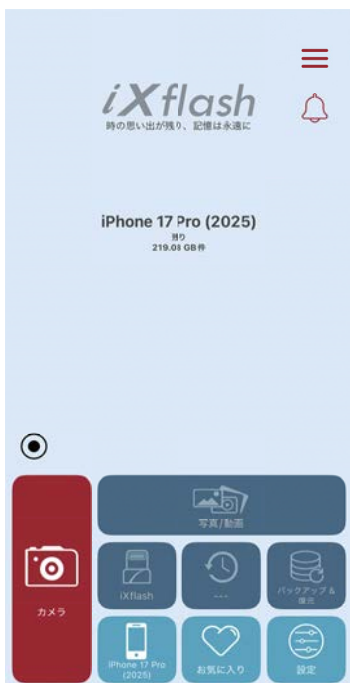 iXflash
時の思い出が残り、記憶は永遠に
iPhone 17 Pro (2025)
残り
219.08 GB 件
写真/動画
カメラ
iXflash
---
バックアップ &
復元
iPhone 17 Pro
(2025)
お気に入り
設定